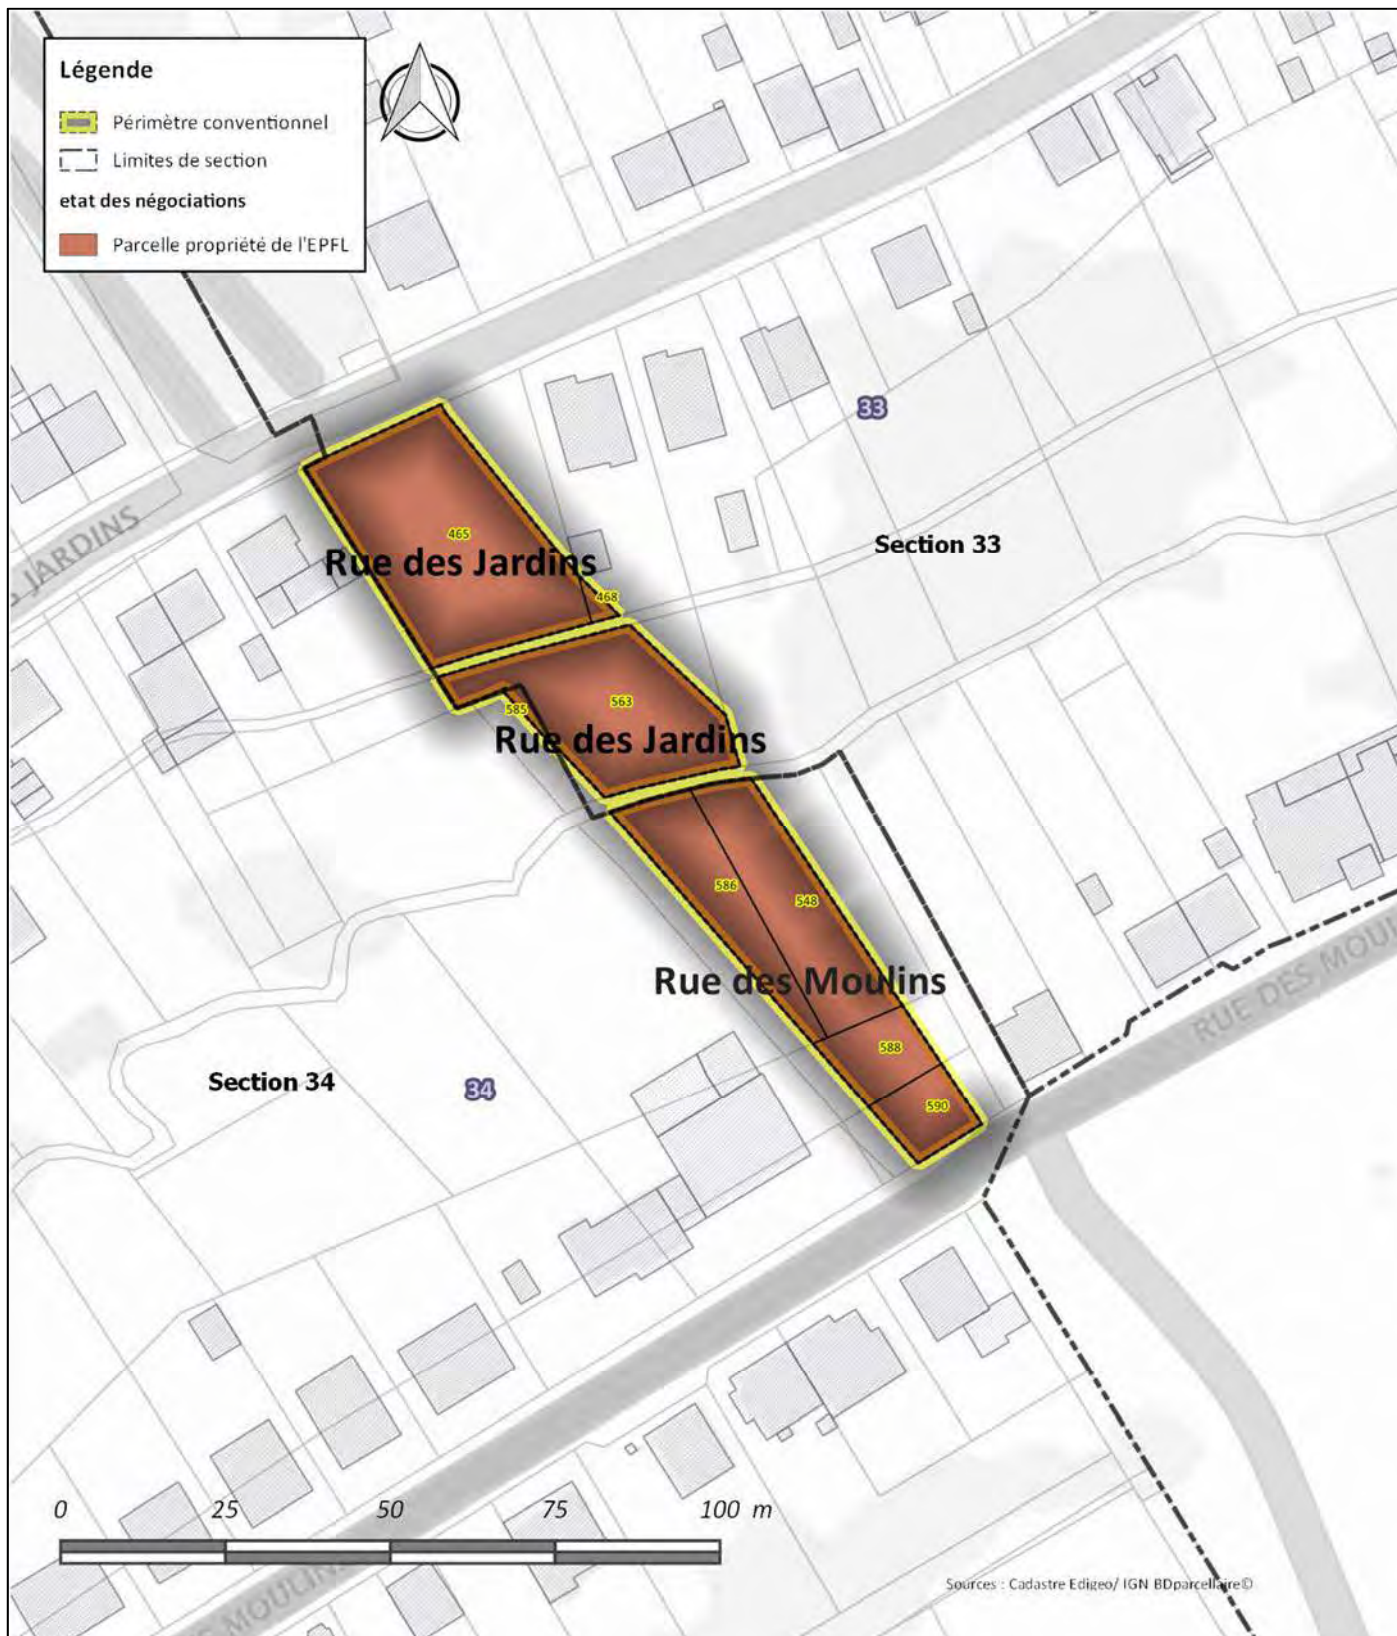 Légende
Périmètre conventionnel
Limites de section
etat des négociations
Parcelle propriété de l'EPFL
33
JARDINS
465
Rue des Jardins
Section 33
468
563
585
Rue des Jardins
586
548
Rue des Moulins
RUE DES MOUL
588
Section 34
34
590
0 25 50 75 100 m
Sources : Cadastre Edigeo/ IGN BDparcellaire©
S MOULINS